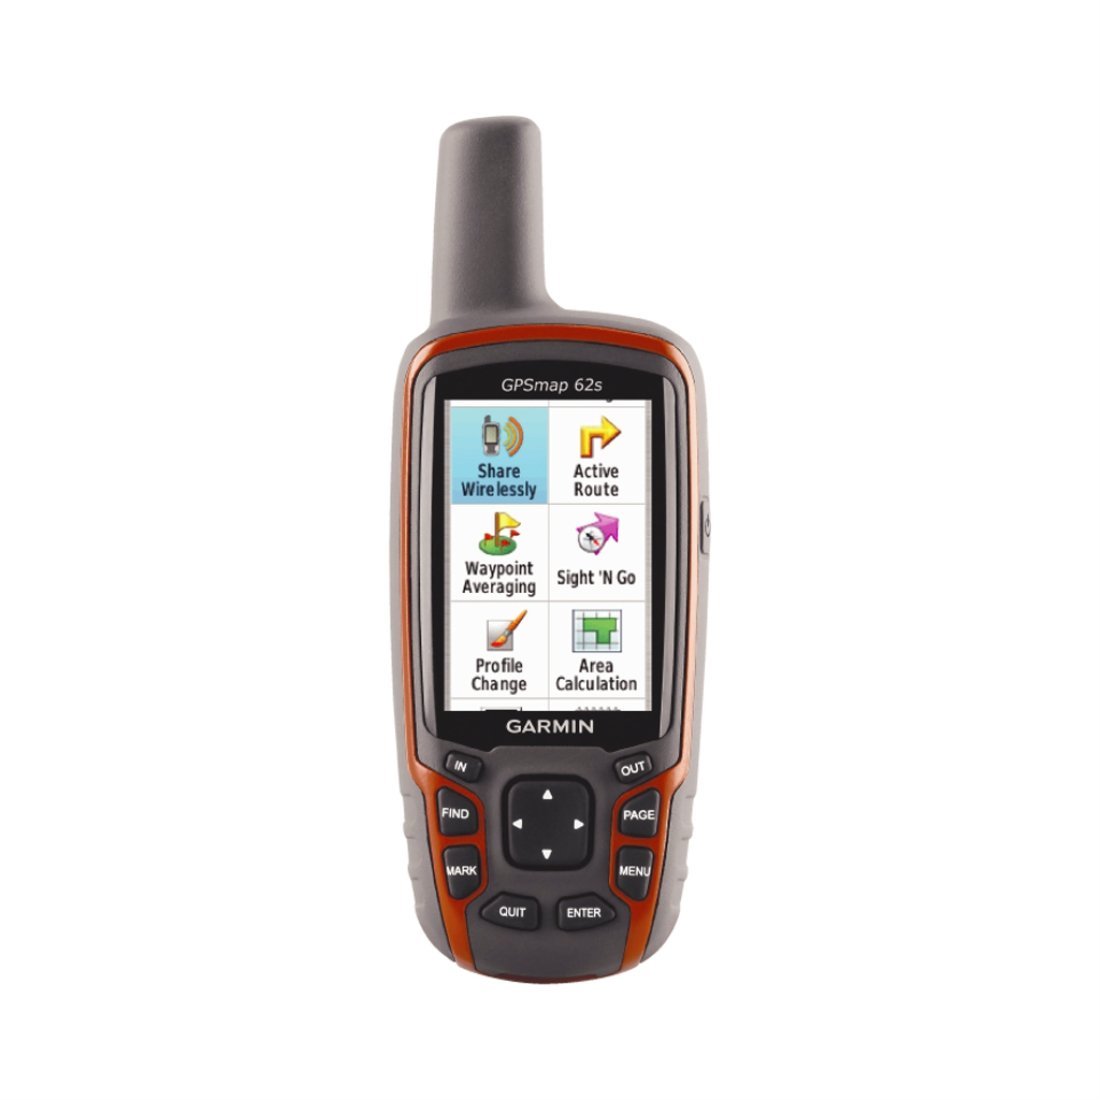 GPSmap 62s
Share
Wirelessly
Active
Route
Waypoint
Averaging
Sight 'N Go
Profile
Change
Area
Calculation
GARMIN
IN
OUT
FIND
PAGE
MARK
MENU
QUIT
ENTER